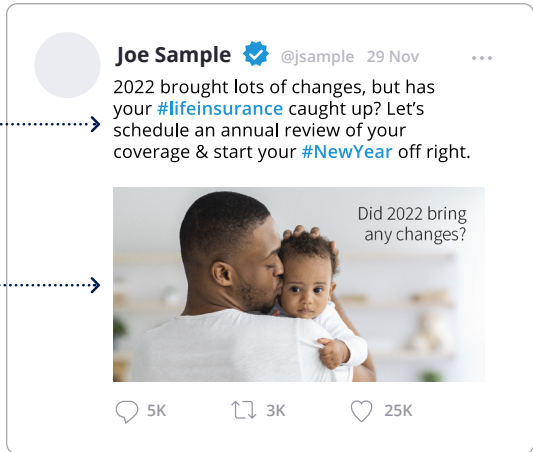 Joe Sample @jsample 29 Nov
2022 brought lots of changes, but has
your #lifeinsurance caught up? Let’s
schedule an annual review of your
coverage & start your #NewYear off right.
Did 2022 bring
any changes?
5K 3K 25K